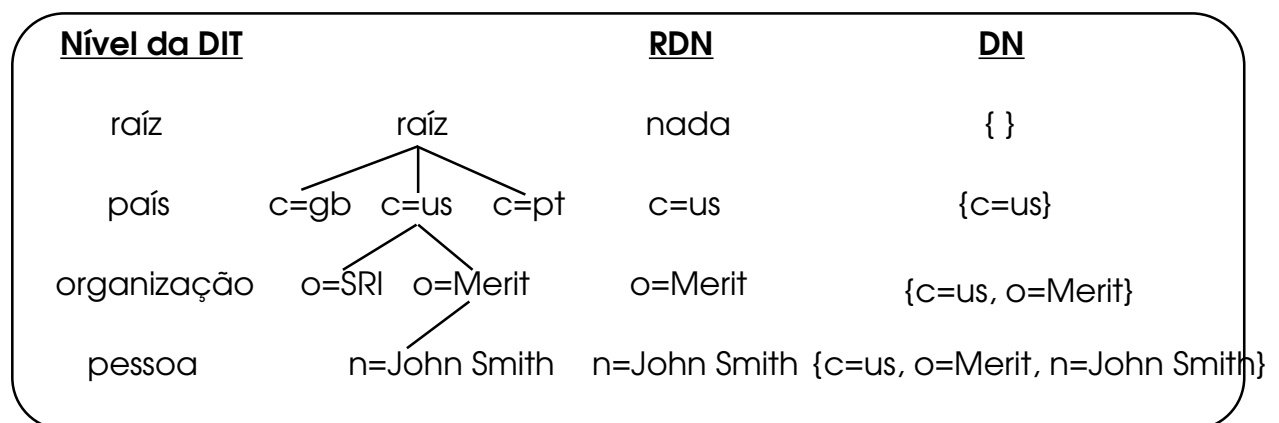 Nível da DIT RDN DN
raíz raíz nada { }
país c=gb c=us c=pt c=us {c=us}
organização o=SRI o=Merit o=Merit {c=us, o=Merit}
pessoa n=John Smith n=John Smith {c=us, o=Merit, n=John Smith}